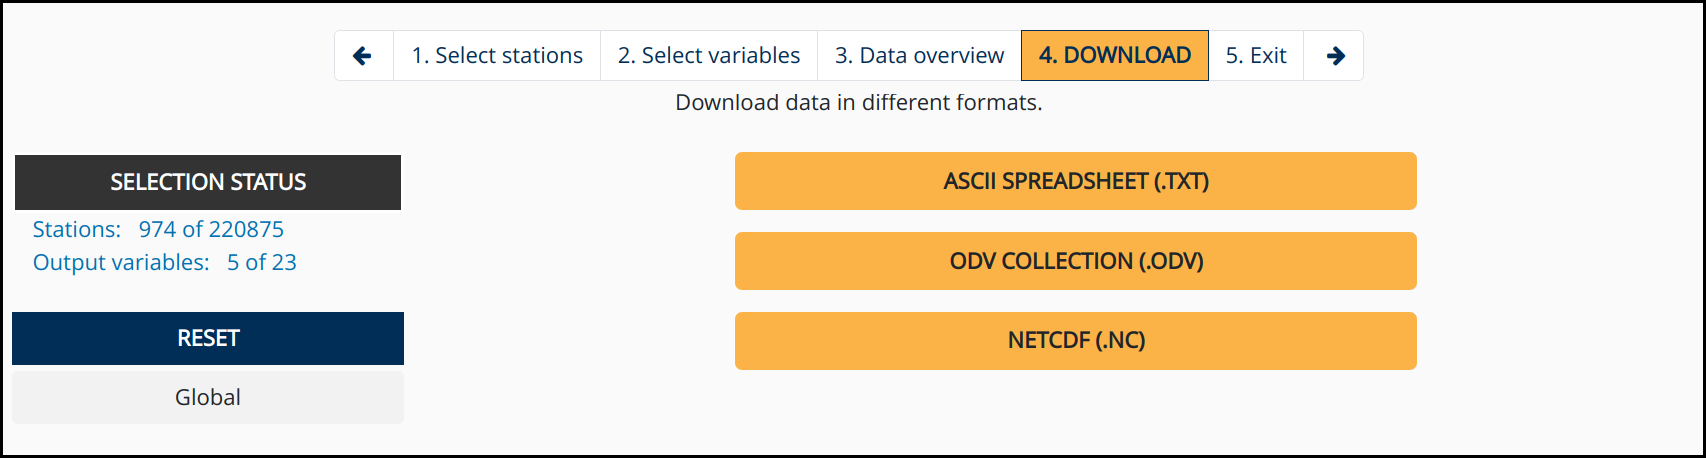 1. Select stations 2. Select variables 3. Data overview 4. DOWNLOAD 5. Exit
Download data in different formats.
SELECTION STATUS
Stations: 974 of 220875
Output variables: 5 of 23
RESET
Global
ASCII SPREADSHEET (.TXT)
ODV COLLECTION (.ODV)
NETCDF (.NC)